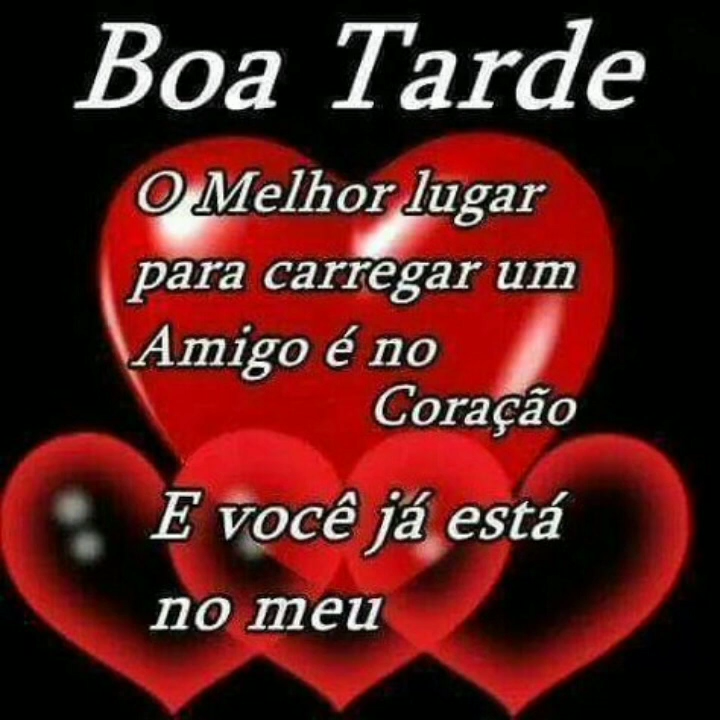 Boa Tarde
O Melhor lugar
para carregar um
Amigo é no
Coração
E você já está
no meu